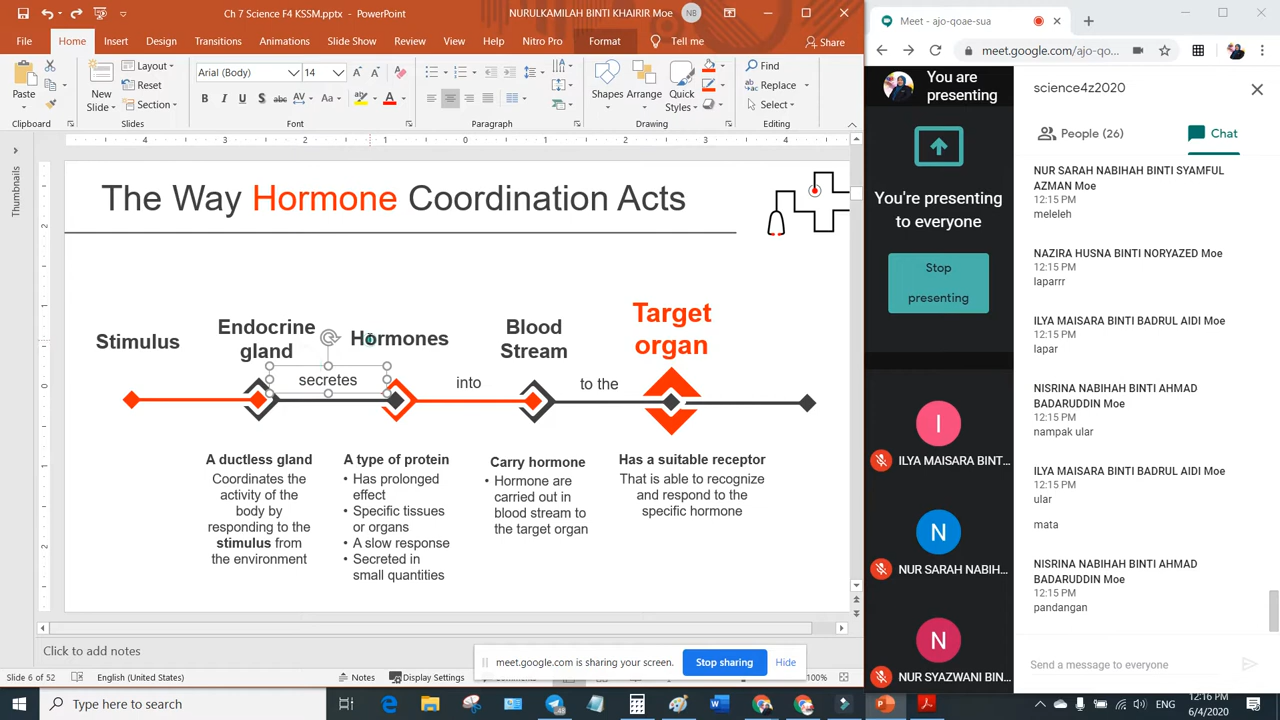 Ch 7 Slides F4 KSSM.pptx
NURUKAMILAH BINTI KHIRUL MOE
NB
File
Home
Insert
Design
Transitions
Animations
Slide Show
Review
View
Help
Nitro Pro
Format
Tell me
Share
Paste
New
Slide
Layout
Reset
Section
Arial (Body)
14
B I U S abc AV Aa A
Shapes
Arrange
Quick
Styles
Find
Replace
Select
Clipboard
Slides
Font
Paragraph
Drawing
Editing
Thumbnails
The Way Hormone Coordination Acts
Stimulus
Endocrine
gland
Hormones
Blood
Stream
Target
organ
secretes
into
to the
A ductless gland
Coordinates the
activity of the
body by
responding to the
stimulus from
the environment
A type of protein
• Has prolonged
effect
• Specific tissues
or organs
• A slow response
• Secreted in
small quantities
Carry hormone
• Hormone are
carried out in
blood stream to
the target organ
Has a suitable receptor
That is able to recognize
and respond to the
specific hormone
Click to add notes
meet.google.com is sharing your screen.
Stop sharing
Hide
Slide 6 of 52
English (United States)
Notes
Display Settings
Comments
100%
Type here to search
Meet - ajo-qoae-sua
meet.google.com/ajo-qo...
You are
presenting
You're presenting
to everyone
Stop
presenting
I
ILYA MAISARA BINT...
N
NUR SARAH NABIH...
N
NUR SYAZWANI BIN...
science4z2020
People (26)
Chat
NUR SARAH NABIHAH BINTI SYAMFUL
AZMAN Moe
12:15 PM
meleleh
NAZIRA HUSNA BINTI NORYAZED Moe
12:15 PM
laparrr
ILYA MAISARA BINTI BADRUL AIDI Moe
12:15 PM
lapar
NISRINA NABIHAH BINTI AHMAD
BADARUDDIN Moe
12:15 PM
nampak ular
ILYA MAISARA BINTI BADRUL AIDI Moe
12:15 PM
ular
mata
NISRINA NABIHAH BINTI AHMAD
BADARUDDIN Moe
12:15 PM
pandangan
Send a message to everyone
ENG
12:16 PM
6/4/2020